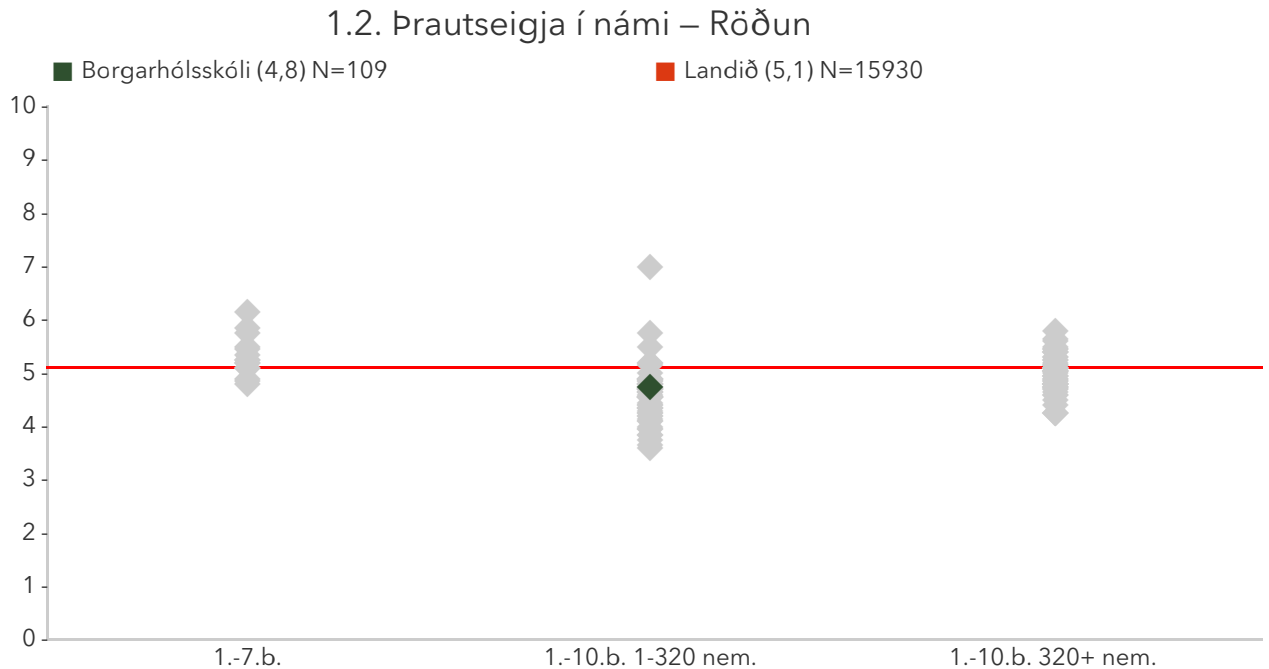 1.2. Þrautseigja í námi – Röðun
Borgarhólsskóli (4,8) N=109
Landið (5,1) N=15930
10
9
8
7
6
5
4
3
2
1
0
1.-7.b.
1.-10.b. 1-320 nem.
1.-10.b. 320+ nem.